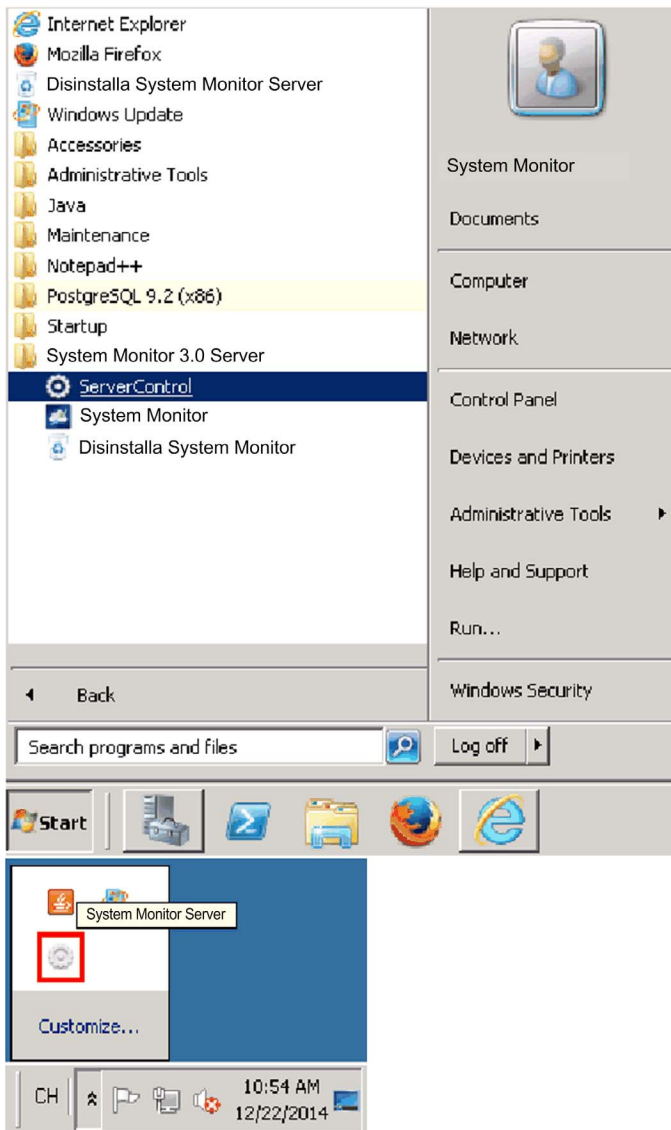 Internet Explorer
Mozilla Firefox
Disinstalla System Monitor Server
Windows Update
Accessories
Administrative Tools
Java
Maintenance
Notepad++
PostgreSQL 9.2 (x86)
Startup
System Monitor 3.0 Server
ServerControl
System Monitor
Disinstalla System Monitor
Back
Search programs and files
System Monitor
Documents
Computer
Network
Control Panel
Devices and Printers
Administrative Tools
Help and Support
Run...
Windows Security
Log off
Start
System Monitor Server
Customize...
CH
10:54 AM
12/22/2014